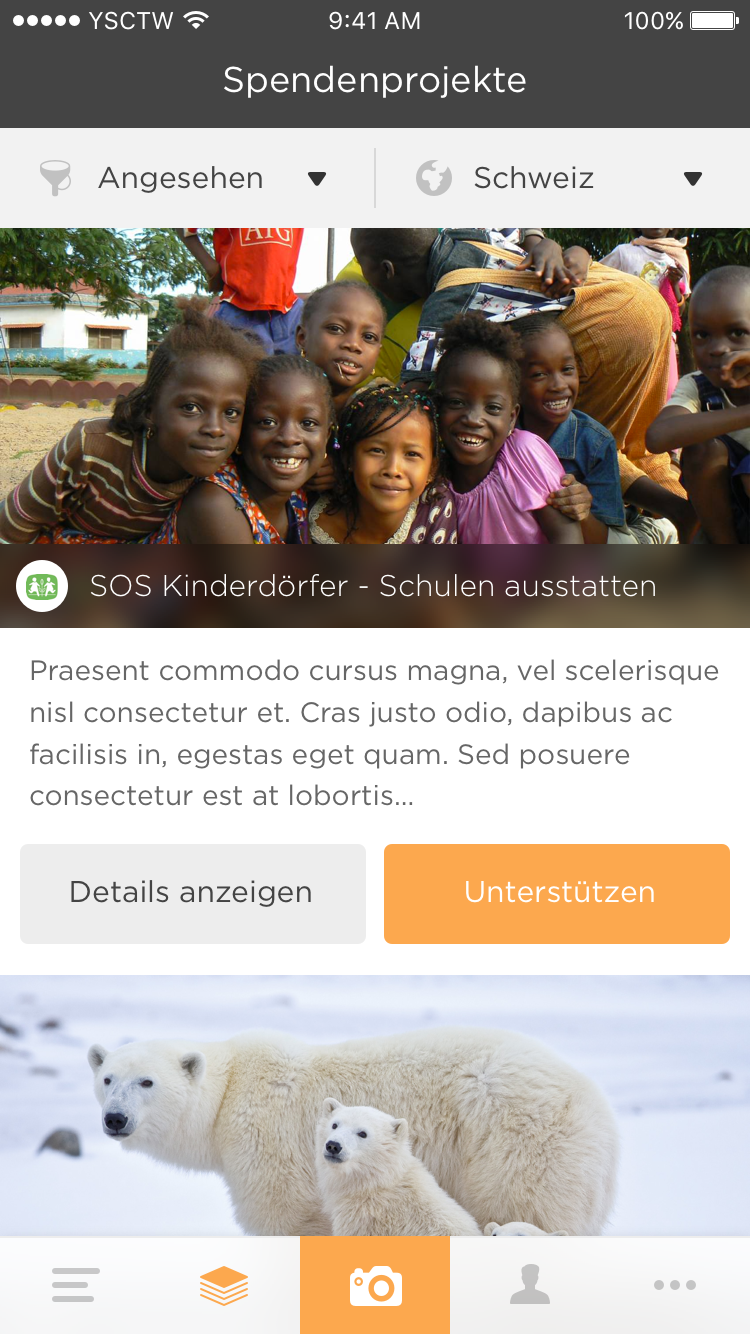 YSCTW 9:41 AM 100%
Spendenprojekte
Angesehen Schweiz
AIG
SOS Kinderdörfer - Schulen ausstatten
Praesent commodo cursus magna, vel scelerisque
nisl consectetur et. Cras justo odio, dapibus ac
facilisis in, egestas eget quam. Sed posuere
consectetur est at lobortis...
Details anzeigen Unterstützen